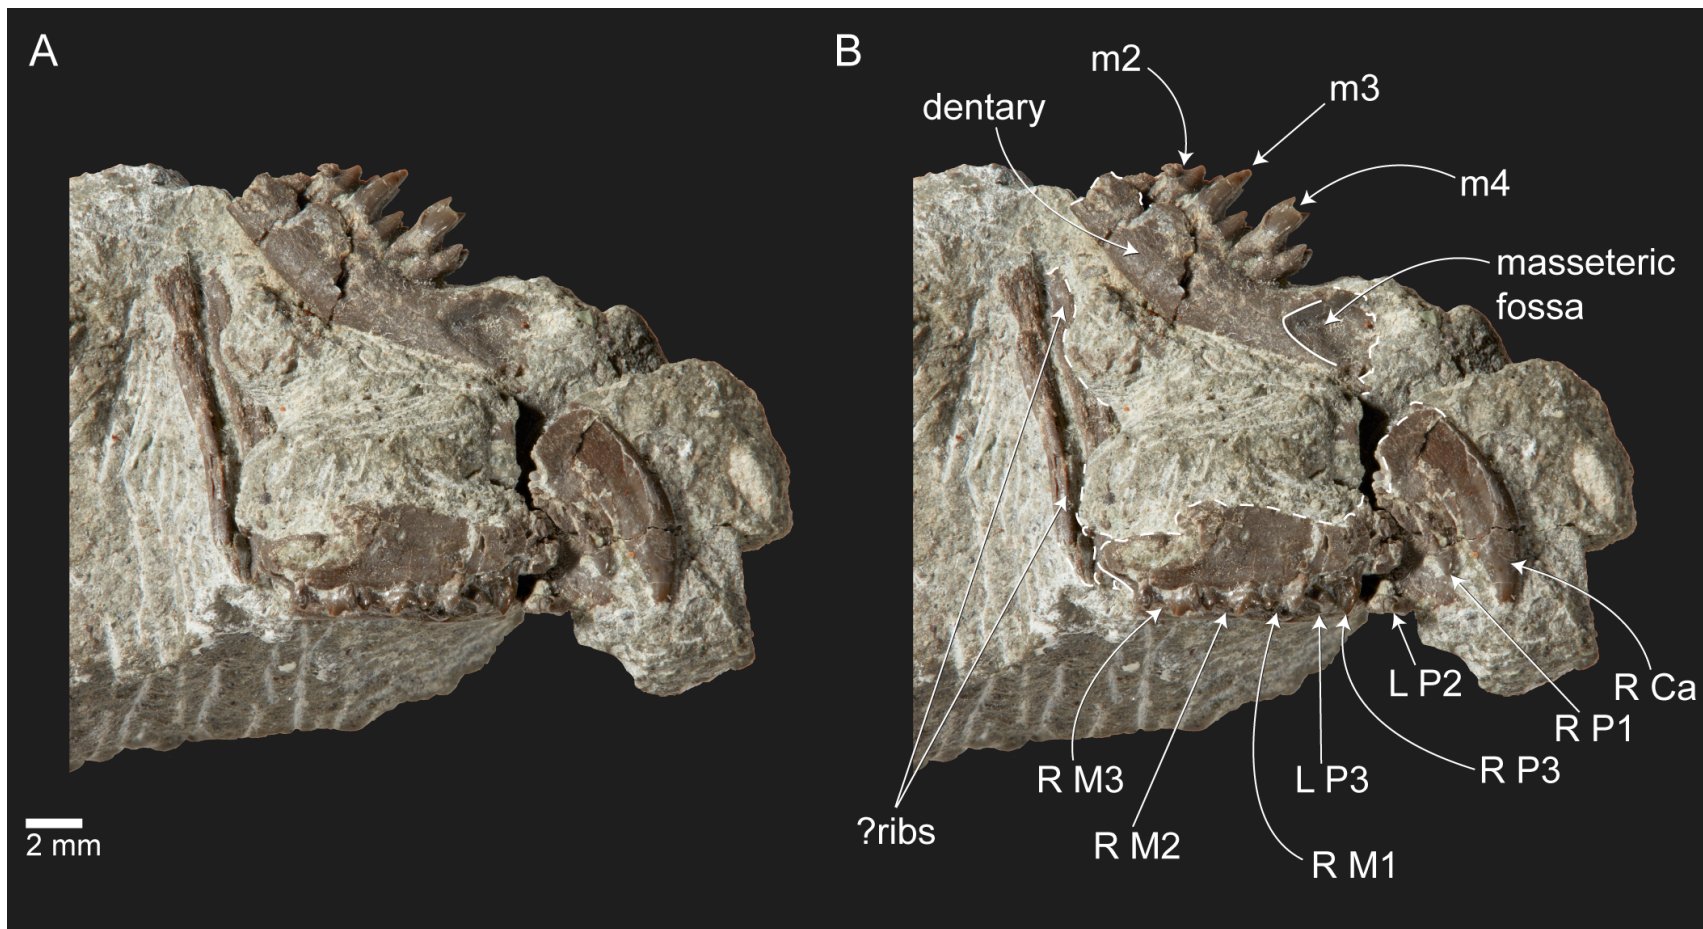 A
B
m2
m3
dentary
m4
masseteric
fossa
L P2
R Ca
R P1
R M3
L P3
R P3
?ribs
R M2
R M1
2 mm